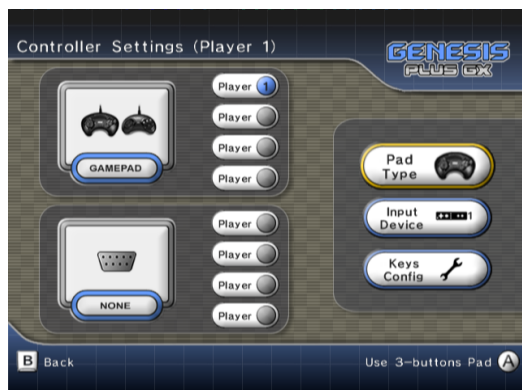 Controller Settings (Player 1)
GENESIS
PLUS GX
Player 1
Player
Player
Player
GAMEPAD
Player
Player
Player
Player
NONE
Pad
Type
Input
Device
1
Keys
Config
B Back
Use 3-buttons Pad A